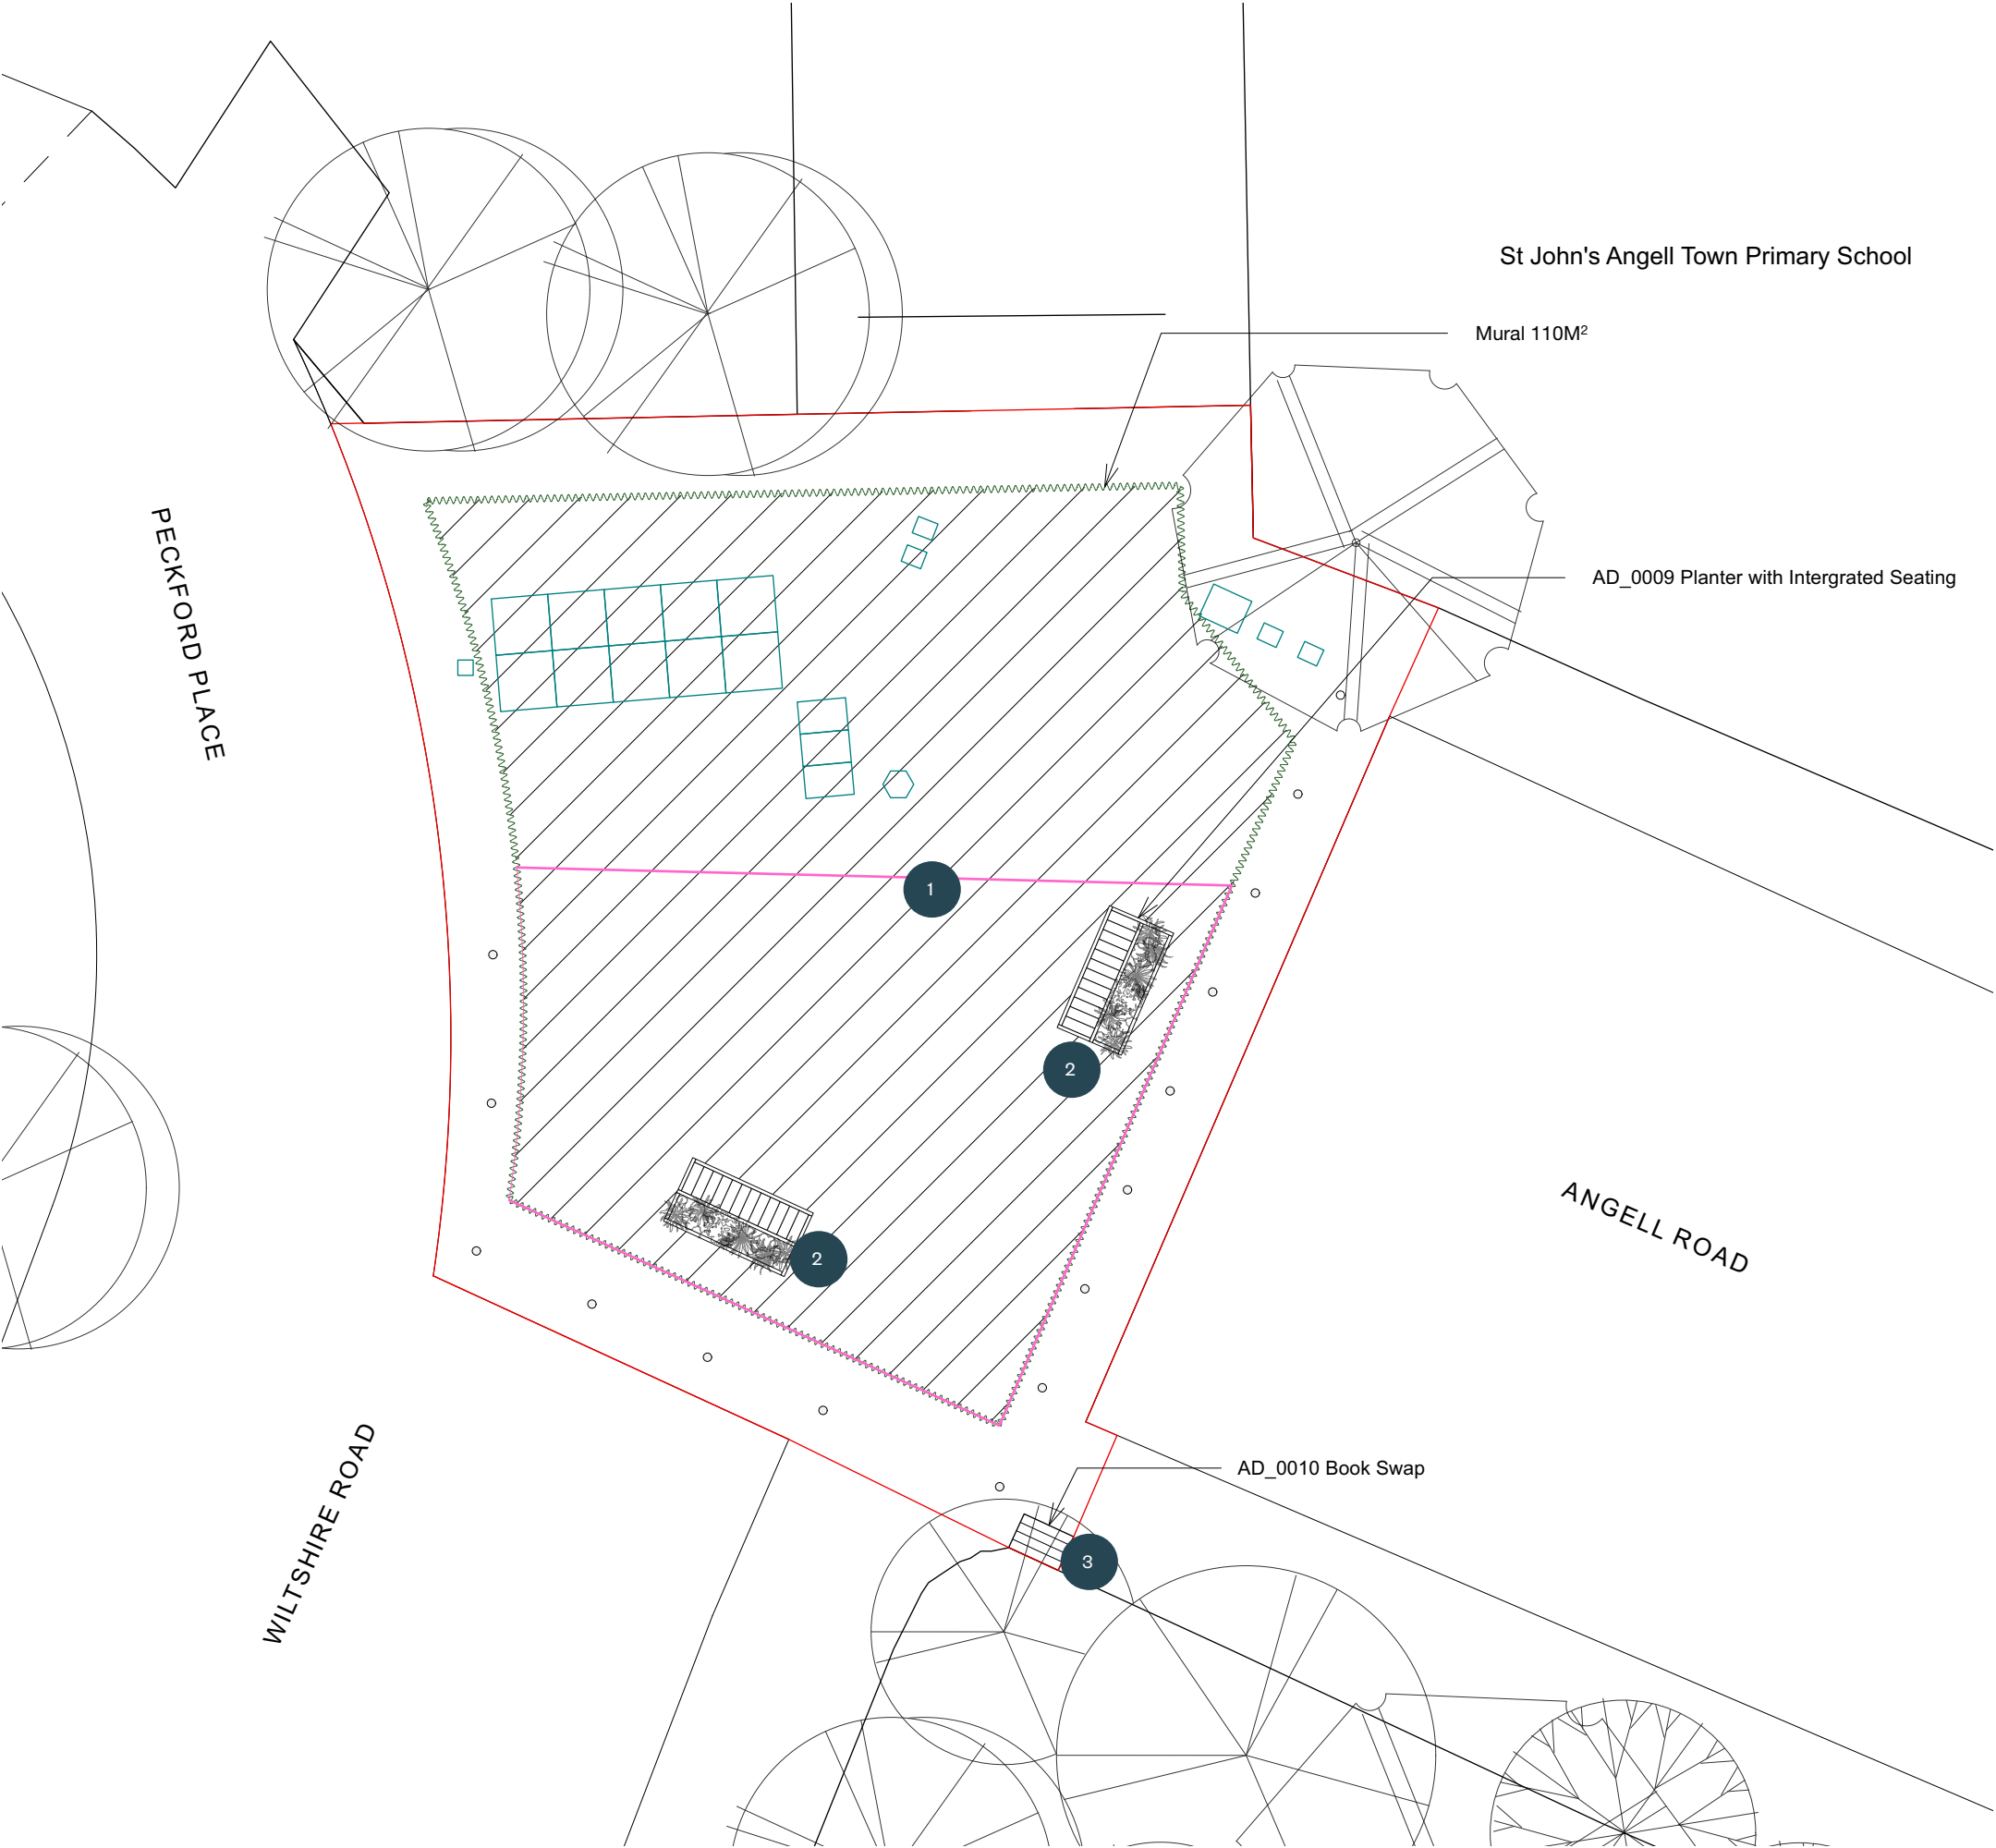 St John's Angell Town Primary School
Mural 110M²
PECKFORD PLACE
AD_0009 Planter with Intergrated Seating
1
2
ANGELL ROAD
2
WILTSHIRE ROAD
AD_0010 Book Swap
3